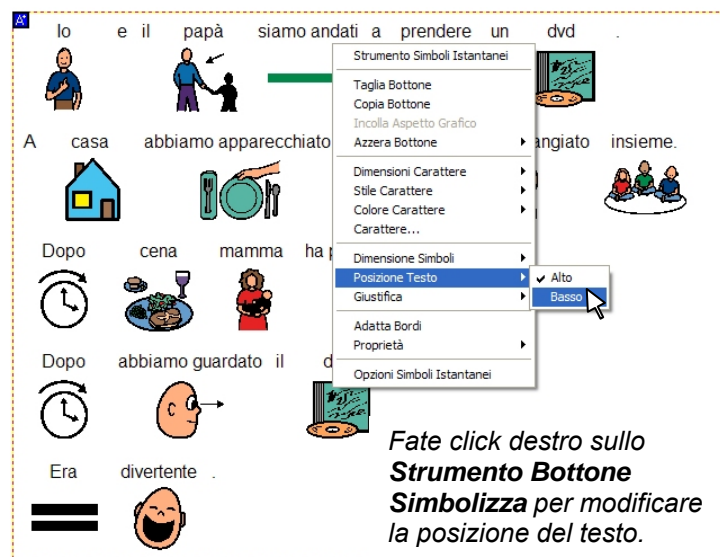 A
Io e il papà siamo andati a prendere un dvd .
A casa abbiamo apparecchiato angiato insieme.
Dopo cena mamma ha
Dopo abbiamo guardato il d
Era divertente .
Strumento Simboli Istantanei
Taglia Bottone
Copia Bottone
Incolla Aspetto Grafico
Azzera Bottone
Dimensioni Carattere
Stile Carattere
Colore Carattere
Carattere...
Dimensione Simboli
Posizione Testo
Giustifica
Adatta Bordi
Proprietà
Opzioni Simboli Istantanei
Alto
Basso
Fate click destro sullo
Strumento Bottone
Simbolizza per modificare
la posizione del testo.